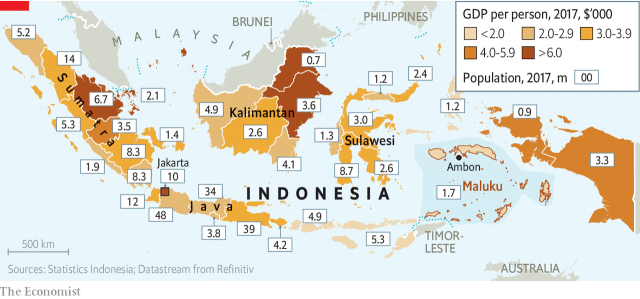 GDP per person, 2017, $'000
<2.0 2.0-2.9 3.0-3.9
4.0-5.9 >6.0
Population, 2017, m 00
PHILIPPINES
BRUNEI
MALAYSIA
5.2
14
6.7
2.1
0.7
1.2
2.4
1.2
0.9
Sumatra
5.3
3.5
1.4
4.9
Kalimantan
3.6
2.6
3.0
1.3
Sulawesi
8.3
1.9
8.3
Jakarta
10
4.1
8.7
2.6
Ambon
3.3
1.7
Maluku
12
48
34
Java
INDONESIA
3.8
39
4.2
4.9
5.3
TIMOR-
LESTE
500 km
AUSTRALIA
Sources: Statistics Indonesia; Datastream from Refinitiv
The Economist